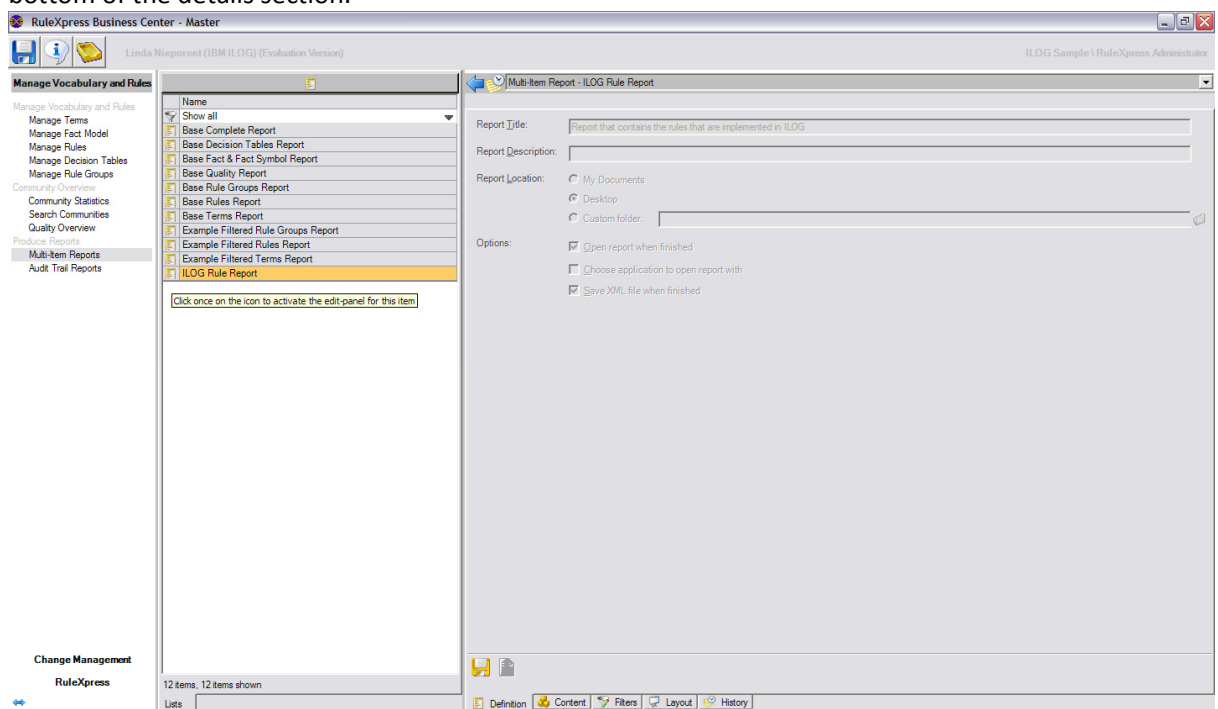 bottom of the details section.
RuleXpress Business Center - Master
Linda Nieporent (IBM ILOG) (Evaluation Version)
ILOG Sample \ RuleXpress Administrator
Manage Vocabulary and Rules
Manage Vocabulary and Rules
Manage Terms
Manage Fact Model
Manage Rules
Manage Decision Tables
Manage Rule Groups
Community Overview
Community Statistics
Search Communities
Quality Overview
Produce Reports
Multi-Item Reports
Audit Trail Reports
Change Management
RuleXpress
Name
Show all
Base Complete Report
Base Decision Tables Report
Base Fact & Fact Symbol Report
Base Quality Report
Base Rule Groups Report
Base Rules Report
Base Terms Report
Example Filtered Rule Groups Report
Example Filtered Rules Report
Example Filtered Terms Report
ILOG Rule Report
Click once on the icon to activate the edit-panel for this item
12 items, 12 items shown
Lists
Multi-Item Report - ILOG Rule Report
Report Title: Report that contains the rules that are implemented in ILOG
Report Description:
Report Location: My Documents
Desktop
Custom folder:
Options: Open report when finished
Choose application to open report with
Save XML file when finished
Definition Content Filters Layout History